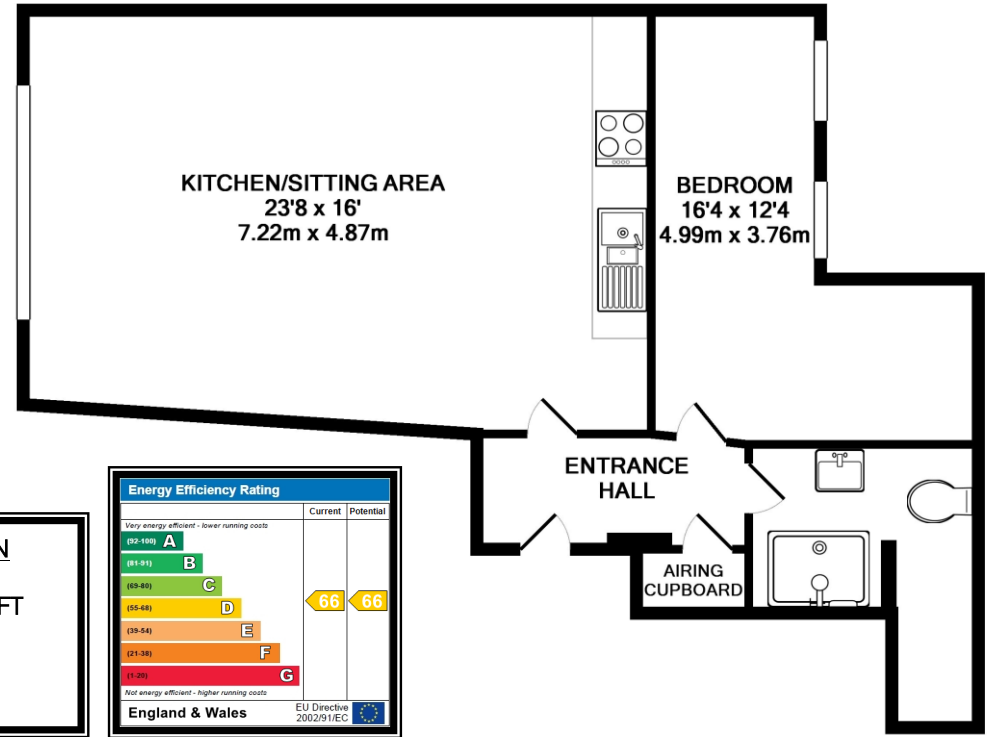 KITCHEN/SITTING AREA
23'8 x 16'
7.22m x 4.87m
BEDROOM
16'4 x 12'4
4.99m x 3.76m
ENTRANCE
HALL
AIRING
CUPBOARD
N
FT
Energy Efficiency Rating
Current Potential
Very energy efficient - lower running costs
(92-100) A
(81-91) B
(69-80) C
(55-68) D
66 66
(39-54) E
(21-38) F
(1-20) G
Not energy efficient - higher running costs
England & Wales
EU Directive
2002/91/EC